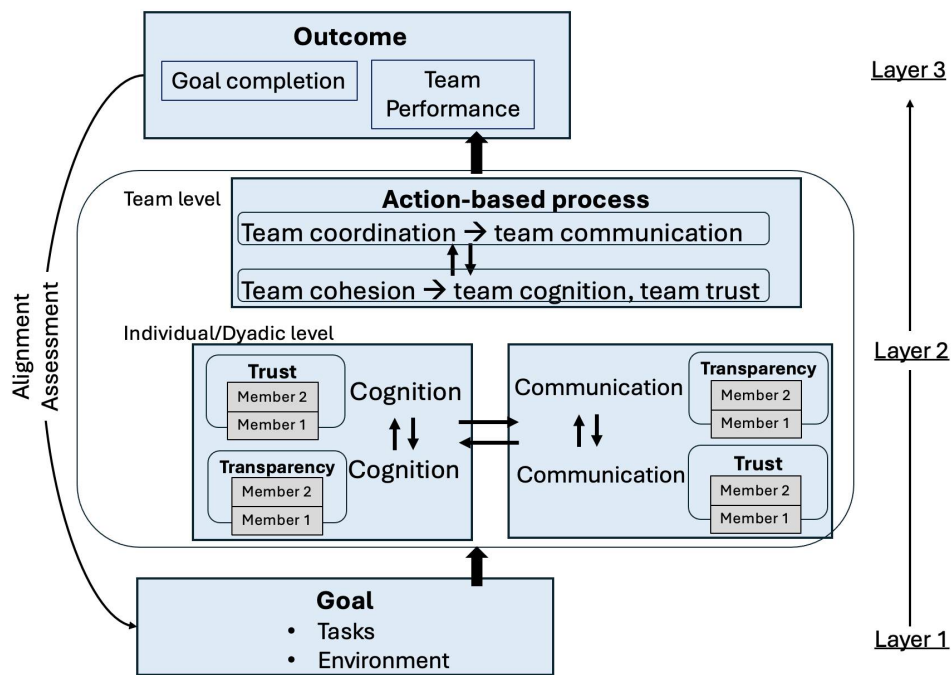 Outcome
Goal completion
Team
Performance
Layer 3
Team level
Action-based process
Team coordination → team communication
Team cohesion → team cognition, team trust
Alignment
Assessment
Individual/Dyadic level
Layer 2
Trust
Member 2
Member 1
Cognition
Transparency
Member 2
Member 1
Cognition
Communication
Transparency
Member 2
Member 1
Communication
Trust
Member 2
Member 1
Goal
• Tasks
• Environment
Layer 1